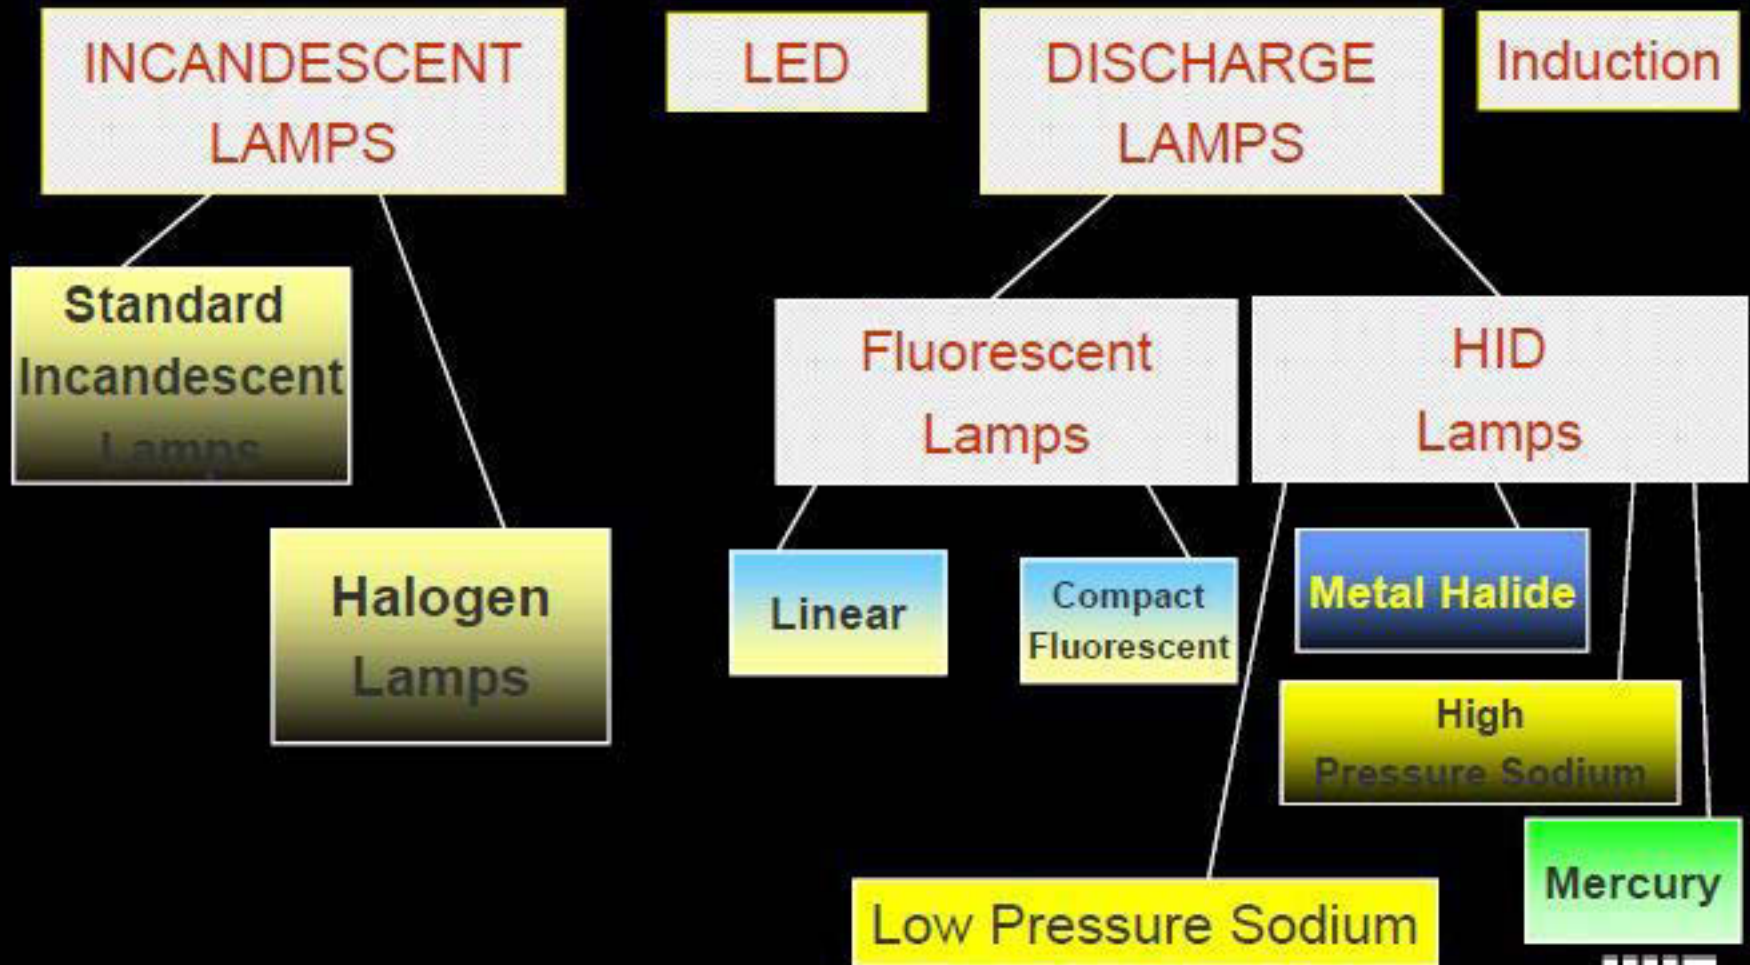 INCANDESCENT
LAMPS
LED
DISCHARGE
LAMPS
Induction
Standard
Incandescent
Lamps
Fluorescent
Lamps
HID
Lamps
Halogen
Lamps
Linear
Compact
Fluorescent
Metal Halide
High
Pressure Sodium
Mercury
Low Pressure Sodium